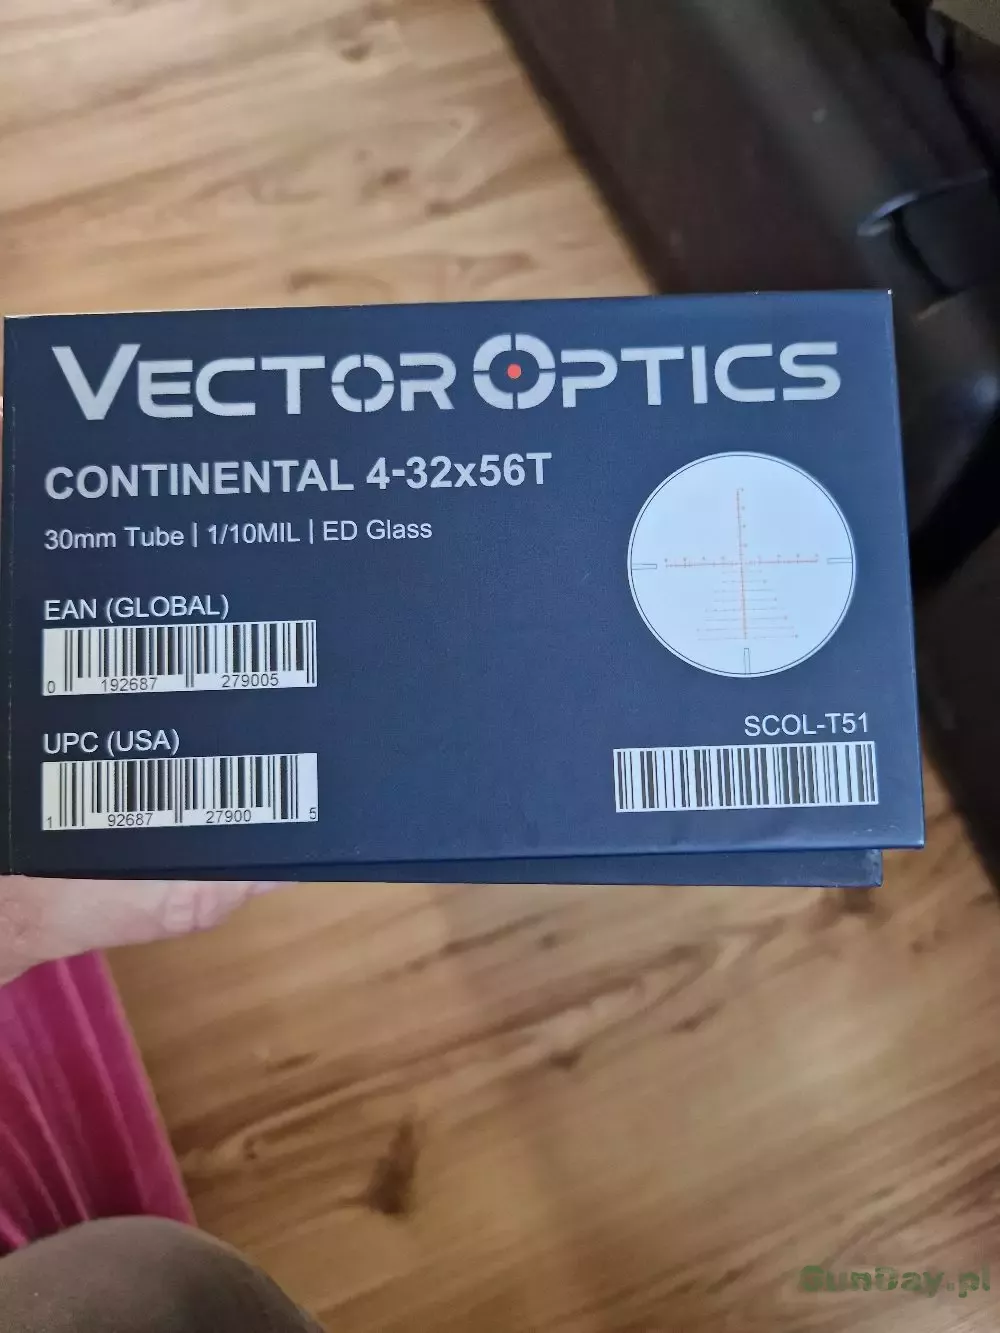 VECTOR OPTICS
CONTINENTAL 4-32x56T
30mm Tube | 1/10MIL | ED Glass
EAN (GLOBAL)
0 192687 279005
UPC (USA)
1 92687 27900 5
SCOL-T51
GunDay.pl